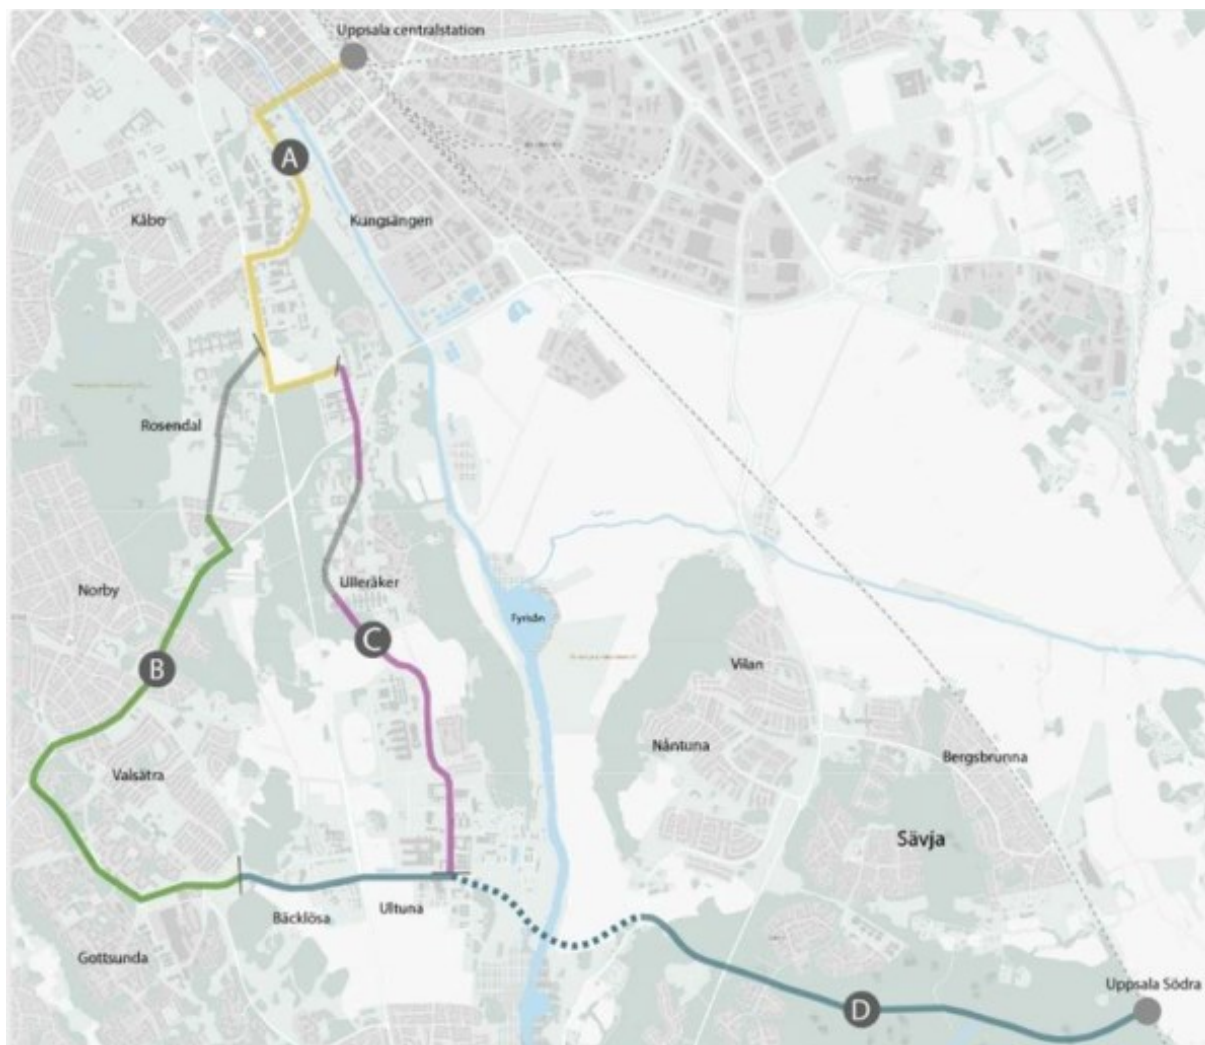 Uppsala centralstation
A
Kåbo
Kungsängen
Rosendal
Norby
Ulleråker
Fyrisån
C
B
Vilan
Nåntuna
Bergsbrunna
Valsätra
Sävja
Ultuna
Bäcklösa
Gottsunda
Uppsala Södra
D